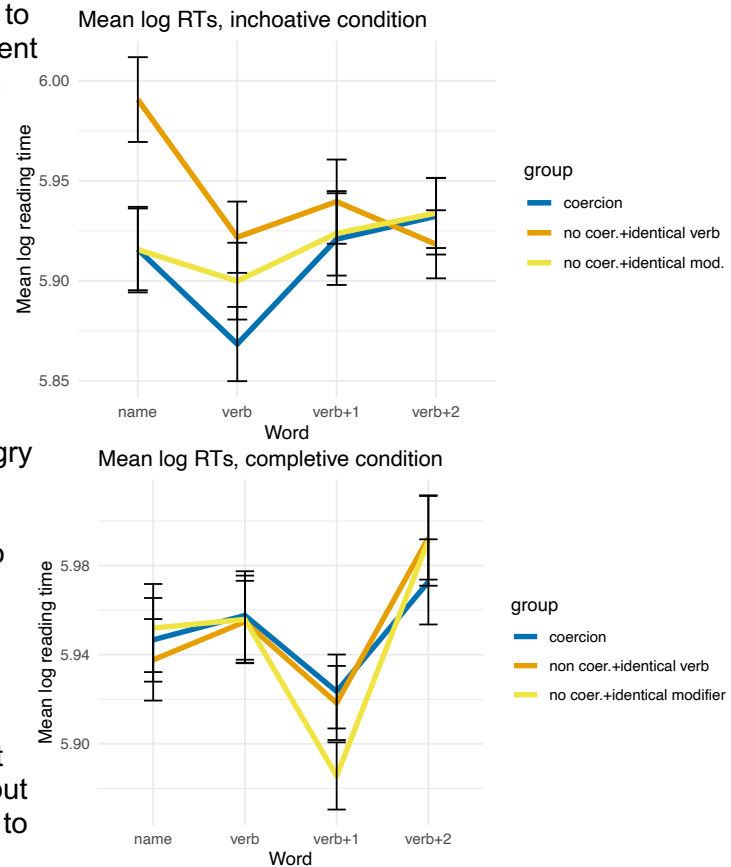 to
ent
Mean log RTs, inchoative condition
6.00
5.95
5.90
5.85
Mean log reading time
name verb verb+1 verb+2
Word
group
coercion
no coer.+identical verb
no coer.+identical mod.
gry
o
t
out
to
Mean log RTs, completive condition
5.98
5.94
5.90
Mean log reading time
name verb verb+1 verb+2
Word
group
coercion
non coer.+identical verb
no coer.+identical modifier